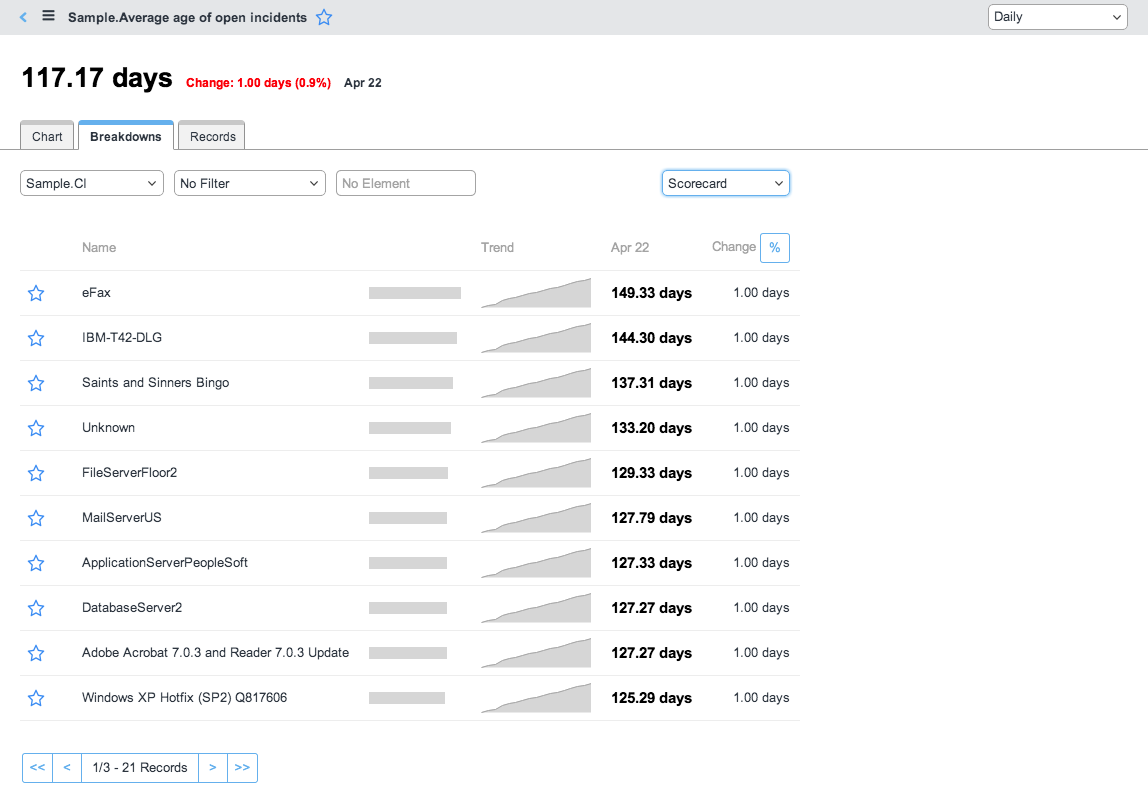 Sample.Average age of open incidents
Daily
117.17 days Change: 1.00 days (0.9%) Apr 22
Chart Breakdowns Records
Sample.CI No Filter No Element Scorecard
Name Trend Apr 22 Change %
eFax 149.33 days 1.00 days
IBM-T42-DLG 144.30 days 1.00 days
Saints and Sinners Bingo 137.31 days 1.00 days
Unknown 133.20 days 1.00 days
FileServerFloor2 129.33 days 1.00 days
MailServerUS 127.79 days 1.00 days
ApplicationServerPeopleSoft 127.33 days 1.00 days
DatabaseServer2 127.27 days 1.00 days
Adobe Acrobat 7.0.3 and Reader 7.0.3 Update 127.27 days 1.00 days
Windows XP Hotfix (SP2) Q817606 125.29 days 1.00 days
<< < 1/3 - 21 Records > >>